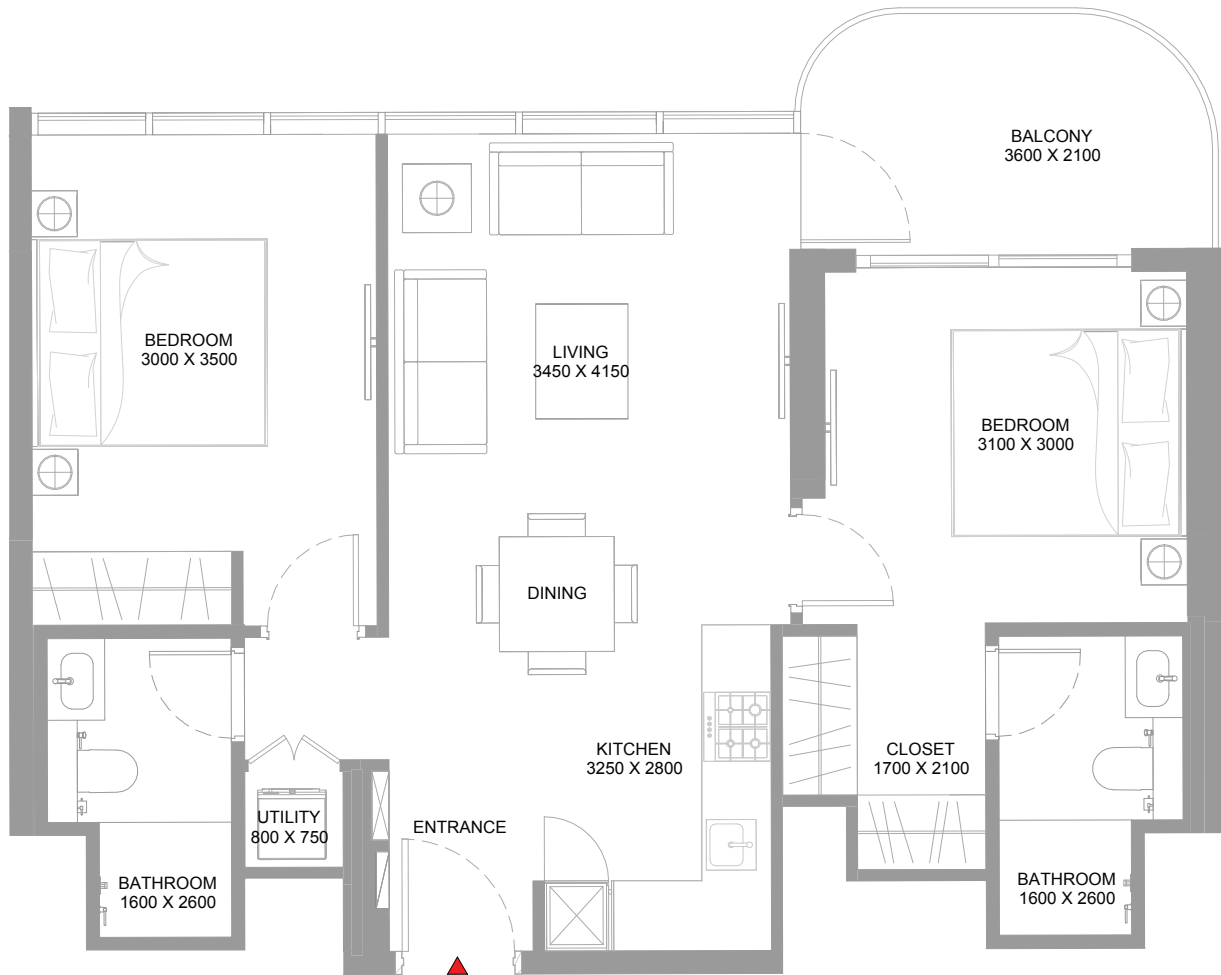 BALCONY
3600 X 2100
BEDROOM
3000 X 3500
LIVING
3450 X 4150
BEDROOM
3100 X 3000
DINING
KITCHEN
3250 X 2800
CLOSET
1700 X 2100
UTILITY
800 X 750
ENTRANCE
BATHROOM
1600 X 2600
BATHROOM
1600 X 2600